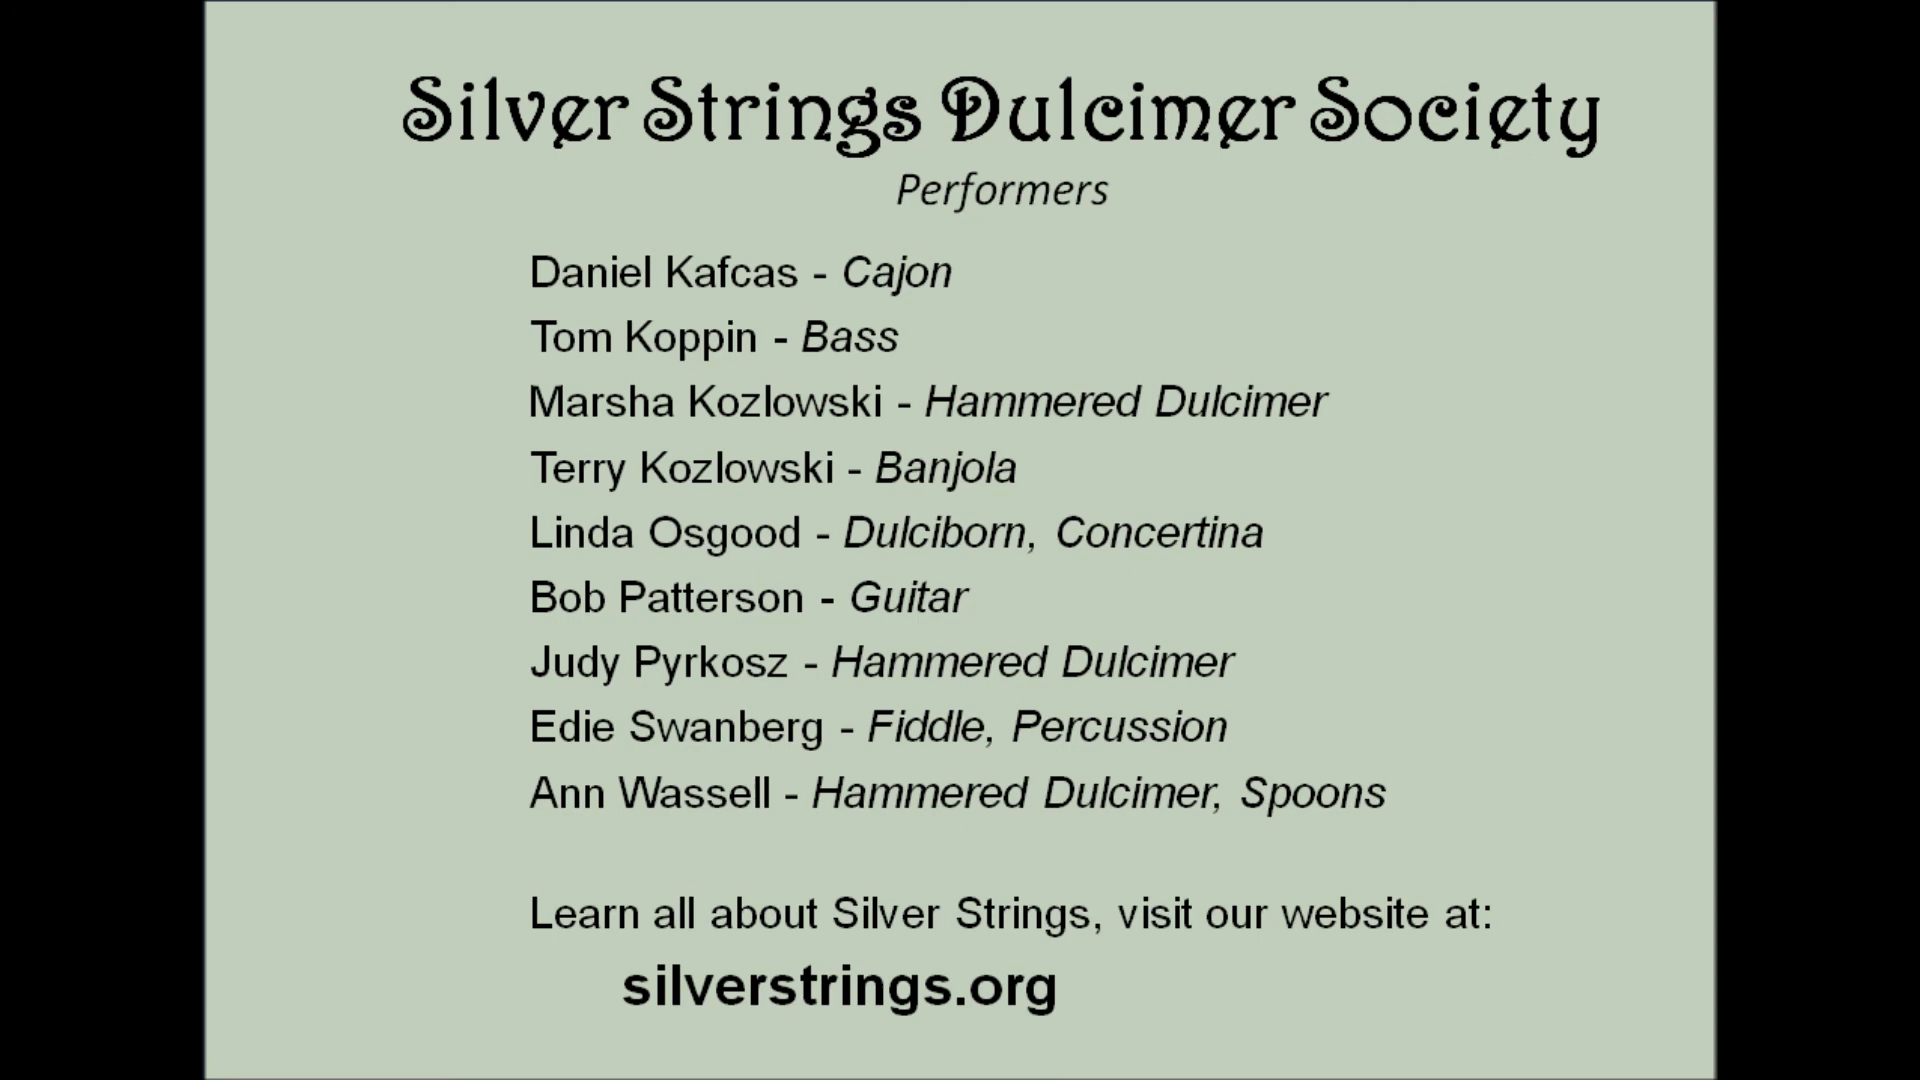 Silver Strings Dulcimer Society
Performers
Daniel Kafcas - Cajon
Tom Koppin - Bass
Marsha Kozlowski - Hammered Dulcimer
Terry Kozlowski - Banjola
Linda Osgood - Dulciborn, Concertina
Bob Patterson - Guitar
Judy Pyrkosz - Hammered Dulcimer
Edie Swanberg - Fiddle, Percussion
Ann Wassell - Hammered Dulcimer, Spoons
Learn all about Silver Strings, visit our website at:
silverstrings.org